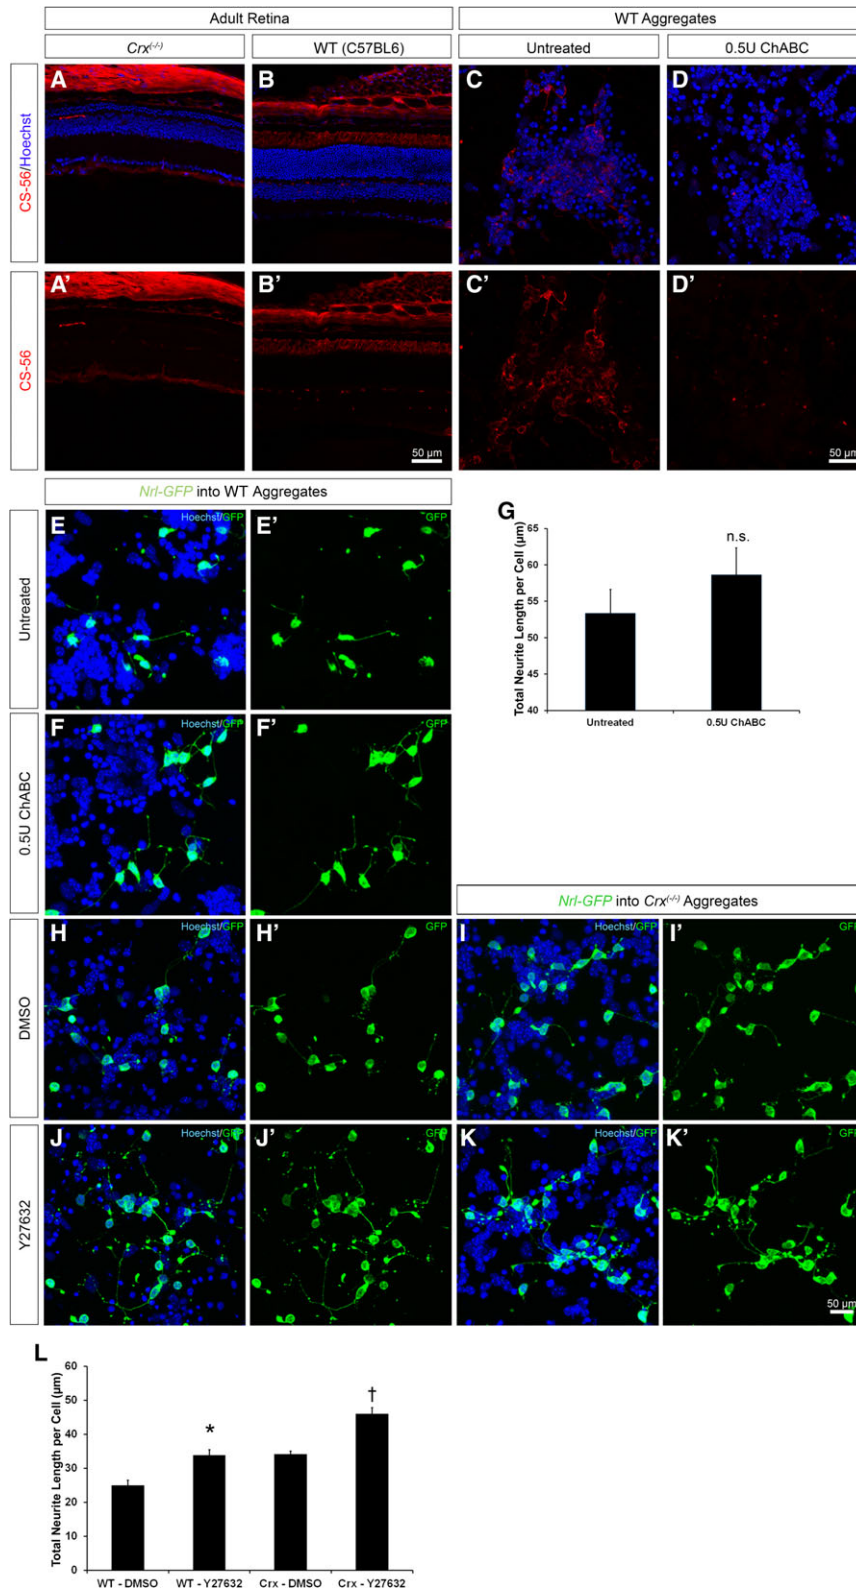 Adult Retina
WT Aggregates
Crx(-/-)
WT (C57BL6)
Untreated
0.5U ChABC
CS-56/Hoechst
A
B
C
D
CS-56
A'
B'
C'
D'
50 µm
50 µm
Nrl-GFP into WT Aggregates
Untreated
E
Hoechst/GFP
E'
GFP
G
Total Neurite Length per Cell (µm)
65
60
55
50
45
40
n.s.
Untreated
0.5U ChABC
0.5U ChABC
F
Hoechst/GFP
F'
GFP
Nrl-GFP into Crx(-/-) Aggregates
DMSO
H
Hoechst/GFP
H'
GFP
I
Hoechst/GFP
I'
GFP
Y27632
J
Hoechst/GFP
J'
GFP
K
Hoechst/GFP
K'
GFP
50 µm
L
Total Neurite Length per Cell (µm)
60
50
40
30
20
10
0
*
†
WT - DMSO
WT - Y27632
Crx - DMSO
Crx - Y27632